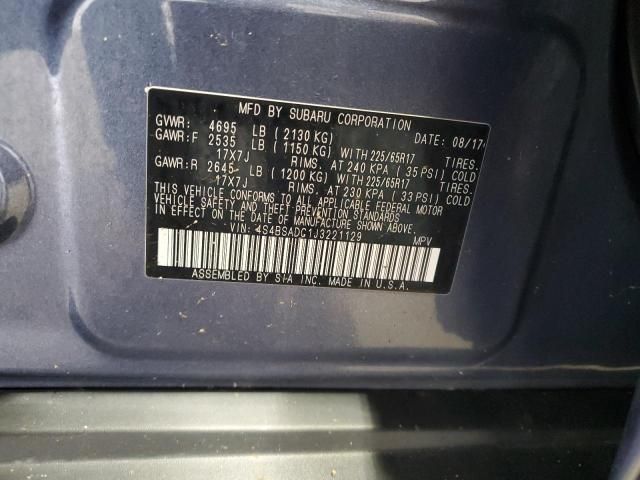 MFD BY SUBARU CORPORATION
GVWR: 4695 LB (2130 KG) DATE: 08/17
GAWR: F 2535 LB (1150 KG) WITH 225/65R17 TIRES.
17X7J RIMS. AT 240 KPA (35 PSI) COLD
GAWR: R 2645 LB (1200 KG) WITH 225/65R17 TIRES.
17X7J RIMS. AT 230 KPA (33 PSI) COLD
THIS VEHICLE CONFORMS TO ALL APPLICABLE FEDERAL MOTOR
VEHICLE SAFETY AND THEFT PREVENTION STANDARDS
IN EFFECT ON THE DATE OF MANUFACTURE SHOWN ABOVE.
VIN: 4S4BSADC1J3221129 MPV
ASSEMBLED BY SIA INC. MADE IN U.S.A.